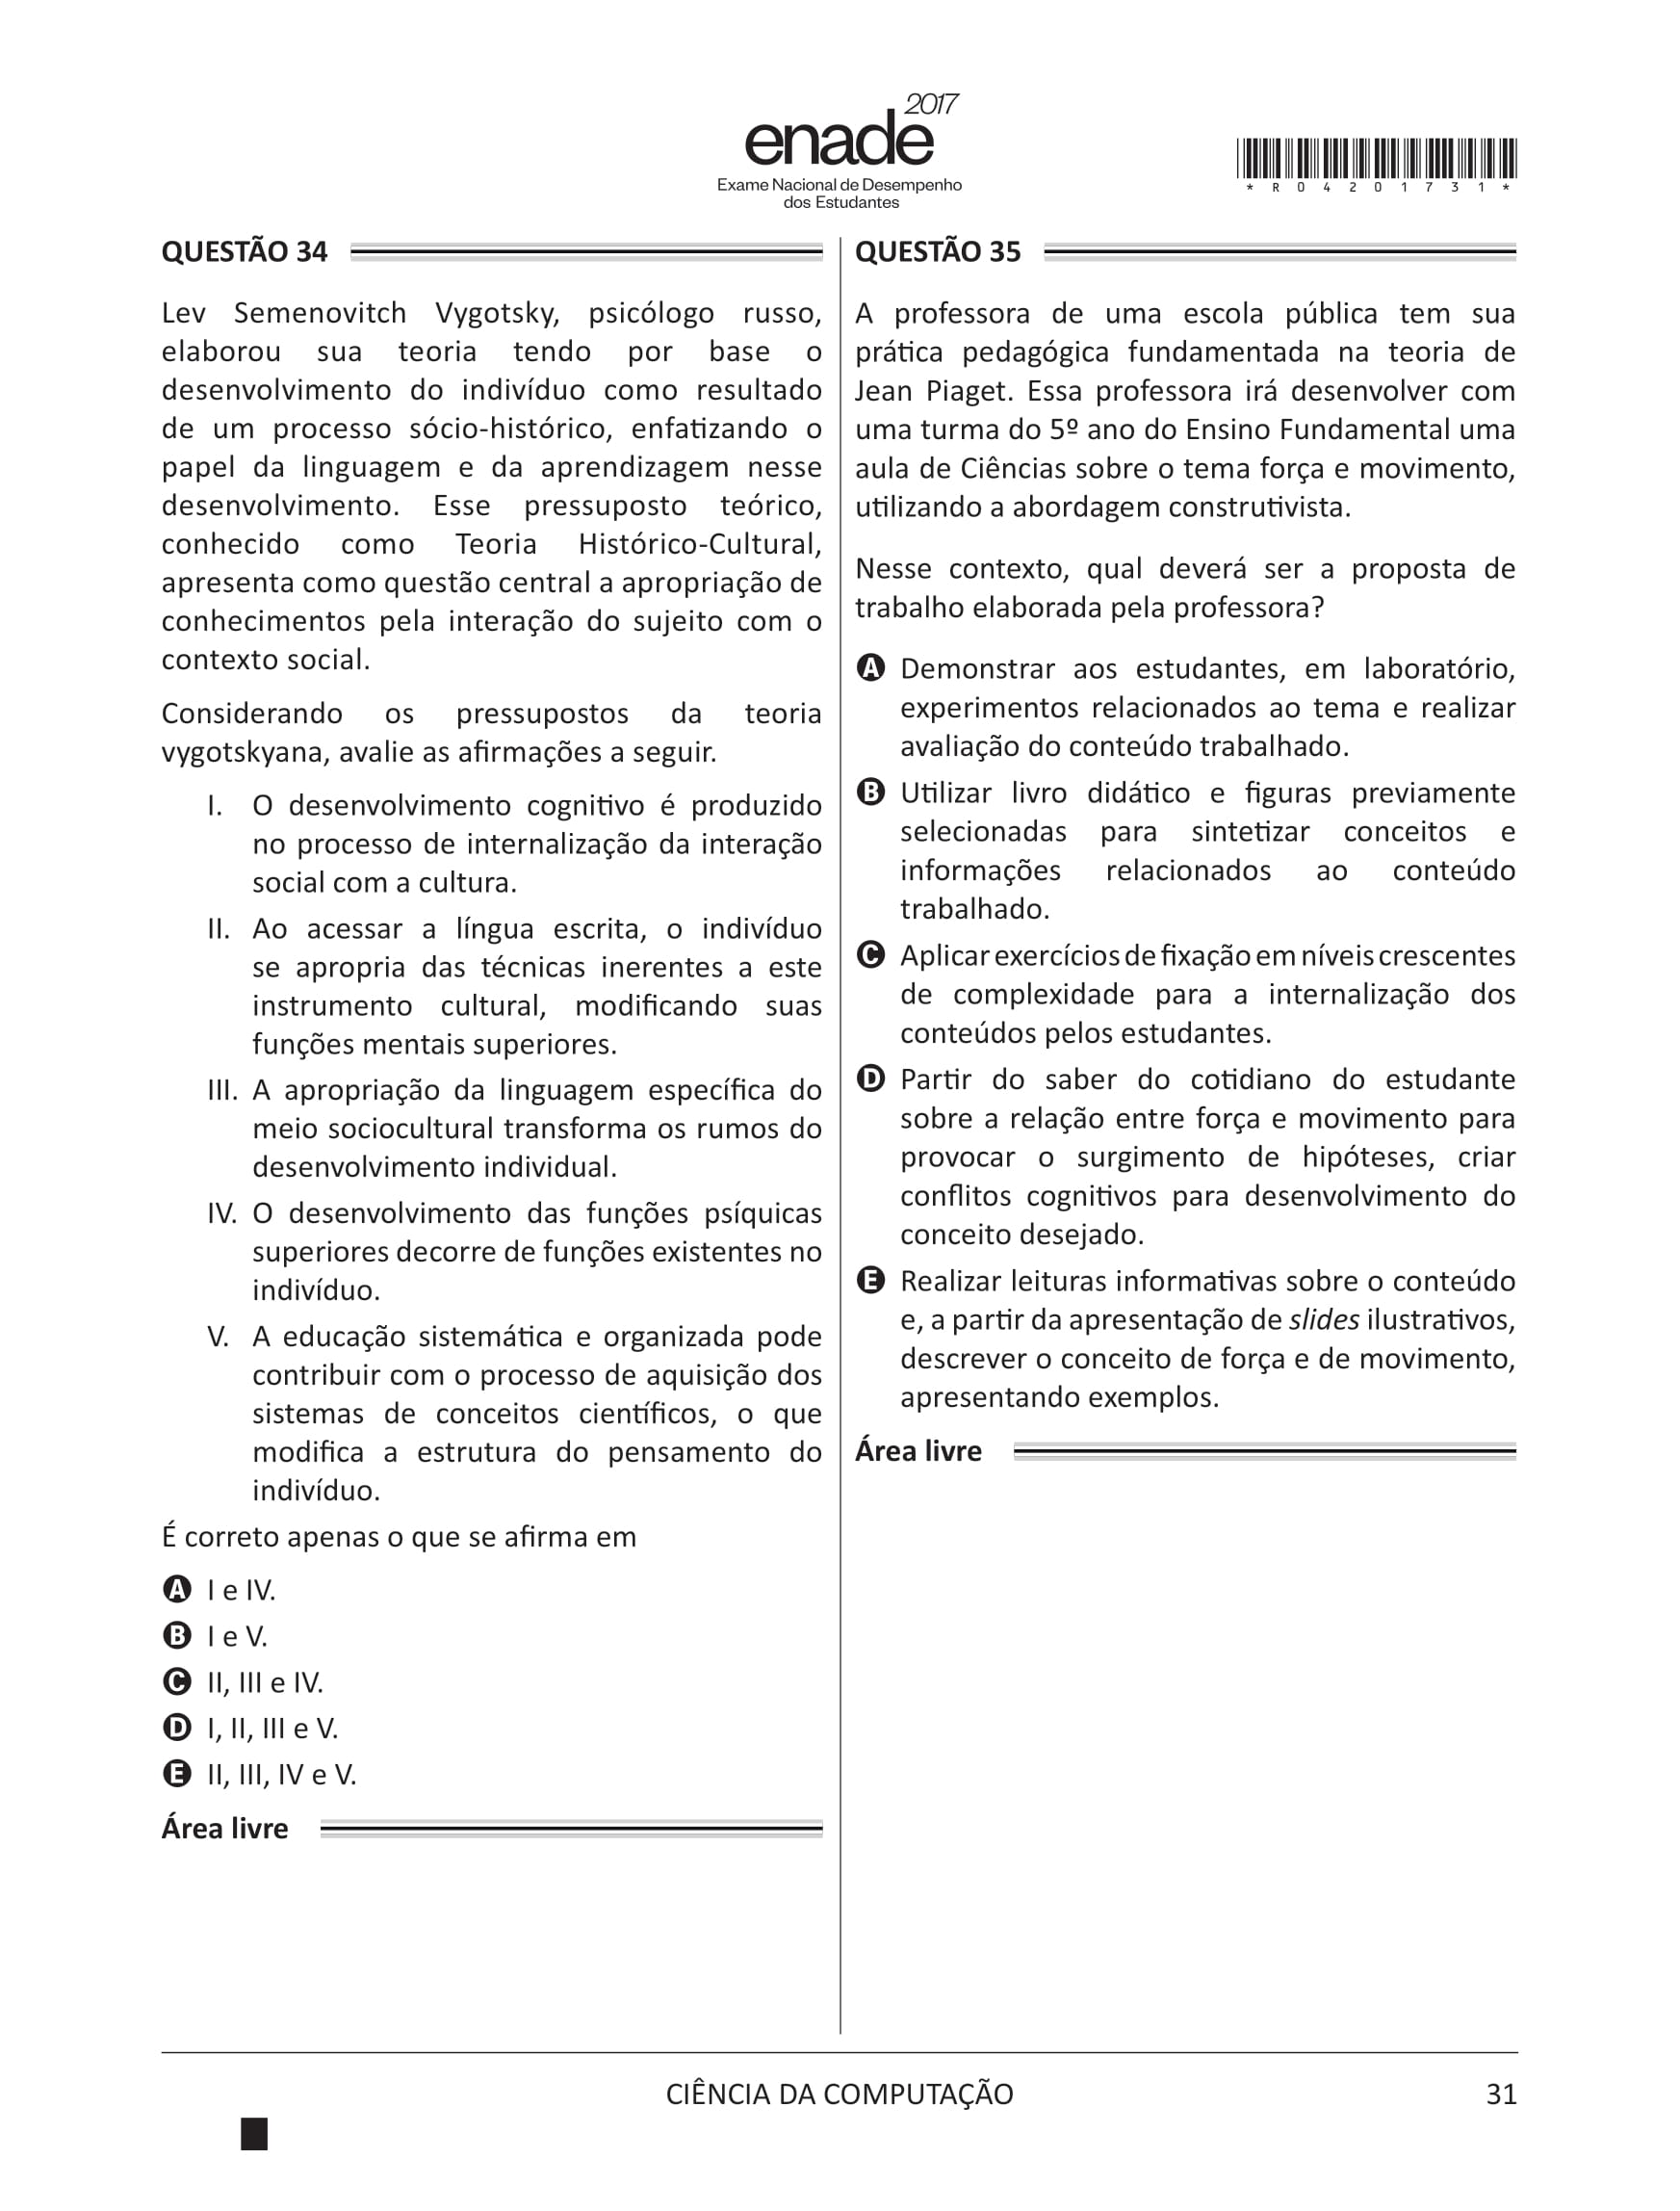 2017
enade
Exame Nacional de Desempenho
dos Estudantes
*R04201731*
QUESTÃO 34
Lev Semenovitch Vygotsky, psicólogo russo,
elaborou sua teoria tendo por base o
desenvolvimento do indivíduo como resultado
de um processo sócio-histórico, enfatizando o
papel da linguagem e da aprendizagem nesse
desenvolvimento. Esse pressuposto teórico,
conhecido como Teoria Histórico-Cultural,
apresenta como questão central a apropriação de
conhecimentos pela interação do sujeito com o
contexto social.
Considerando os pressupostos da teoria
vygotskyana, avalie as afirmações a seguir.
I. O desenvolvimento cognitivo é produzido
no processo de internalização da interação
social com a cultura.
II. Ao acessar a língua escrita, o indivíduo
se apropria das técnicas inerentes a este
instrumento cultural, modificando suas
funções mentais superiores.
III. A apropriação da linguagem específica do
meio sociocultural transforma os rumos do
desenvolvimento individual.
IV. O desenvolvimento das funções psíquicas
superiores decorre de funções existentes no
indivíduo.
V. A educação sistemática e organizada pode
contribuir com o processo de aquisição dos
sistemas de conceitos científicos, o que
modifica a estrutura do pensamento do
indivíduo.
É correto apenas o que se afirma em
A I e IV.
B I e V.
C II, III e IV.
D I, II, III e V.
E II, III, IV e V.
Área livre
QUESTÃO 35
A professora de uma escola pública tem sua
prática pedagógica fundamentada na teoria de
Jean Piaget. Essa professora irá desenvolver com
uma turma do 5º ano do Ensino Fundamental uma
aula de Ciências sobre o tema força e movimento,
utilizando a abordagem construtivista.
Nesse contexto, qual deverá ser a proposta de
trabalho elaborada pela professora?
A Demonstrar aos estudantes, em laboratório,
experimentos relacionados ao tema e realizar
avaliação do conteúdo trabalhado.
B Utilizar livro didático e figuras previamente
selecionadas para sintetizar conceitos e
informações relacionados ao conteúdo
trabalhado.
C Aplicar exercícios de fixação em níveis crescentes
de complexidade para a internalização dos
conteúdos pelos estudantes.
D Partir do saber do cotidiano do estudante
sobre a relação entre força e movimento para
provocar o surgimento de hipóteses, criar
conflitos cognitivos para desenvolvimento do
conceito desejado.
E Realizar leituras informativas sobre o conteúdo
e, a partir da apresentação de slides ilustrativos,
descrever o conceito de força e de movimento,
apresentando exemplos.
Área livre
CIÊNCIA DA COMPUTAÇÃO
31